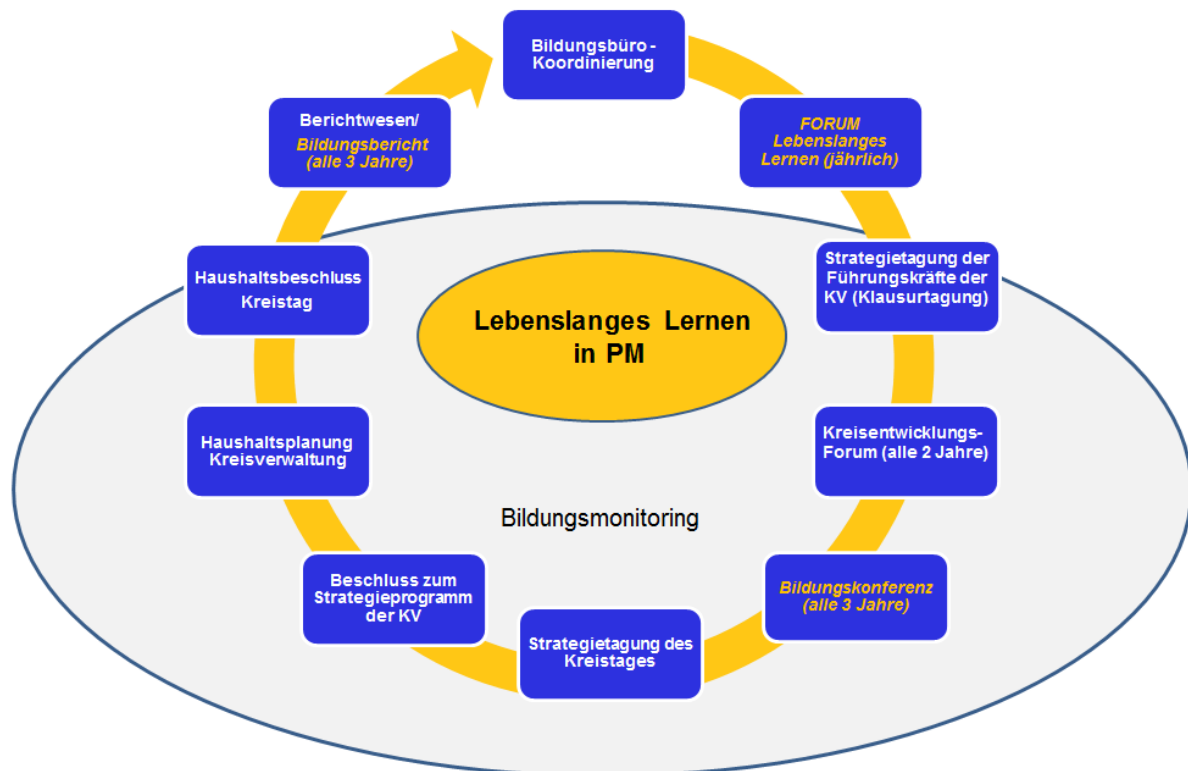 Bildungsbüro -
Koordinierung
FORUM
Lebenslanges
Lernen (jährlich)
Strategietagung der
Führungskräfte der
KV (Klausurtagung)
Kreisentwicklungs-
Forum (alle 2 Jahre)
Bildungskonferenz
(alle 3 Jahre)
Strategietagung des
Kreistages
Beschluss zum
Strategieprogramm
der KV
Haushaltsplanung
Kreisverwaltung
Haushaltsbeschluss
Kreistag
Berichtwesen/
Bildungsbericht
(alle 3 Jahre)
Lebenslanges Lernen
in PM
Bildungsmonitoring